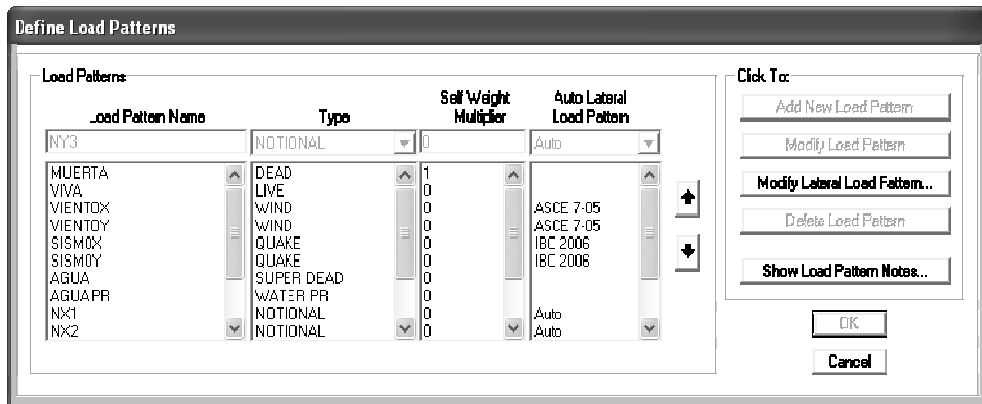 Define Load Patterns
Load Patterns
Click To:
Load Pattern Name Type Self Weight Multiplier Auto Lateral Load Pattern
NY3 NOTIONAL 0 Auto
MUERTA DEAD 1
VIVA LIVE 0
VIENTOX WIND 0 ASCE 7-05
VIENTOY WIND 0 ASCE 7-05
SISMOX QUAKE 0 IBC 2006
SISMOY QUAKE 0 IBC 2006
AGUA SUPER DEAD 0
AGUAPR WATER PR 0
NX1 NOTIONAL 0 Auto
NX2 NOTIONAL 0 Auto
Add New Load Pattern
Modify Load Pattern
Modify Lateral Load Pattern...
Delete Load Pattern
Show Load Pattern Notes...
OK
Cancel